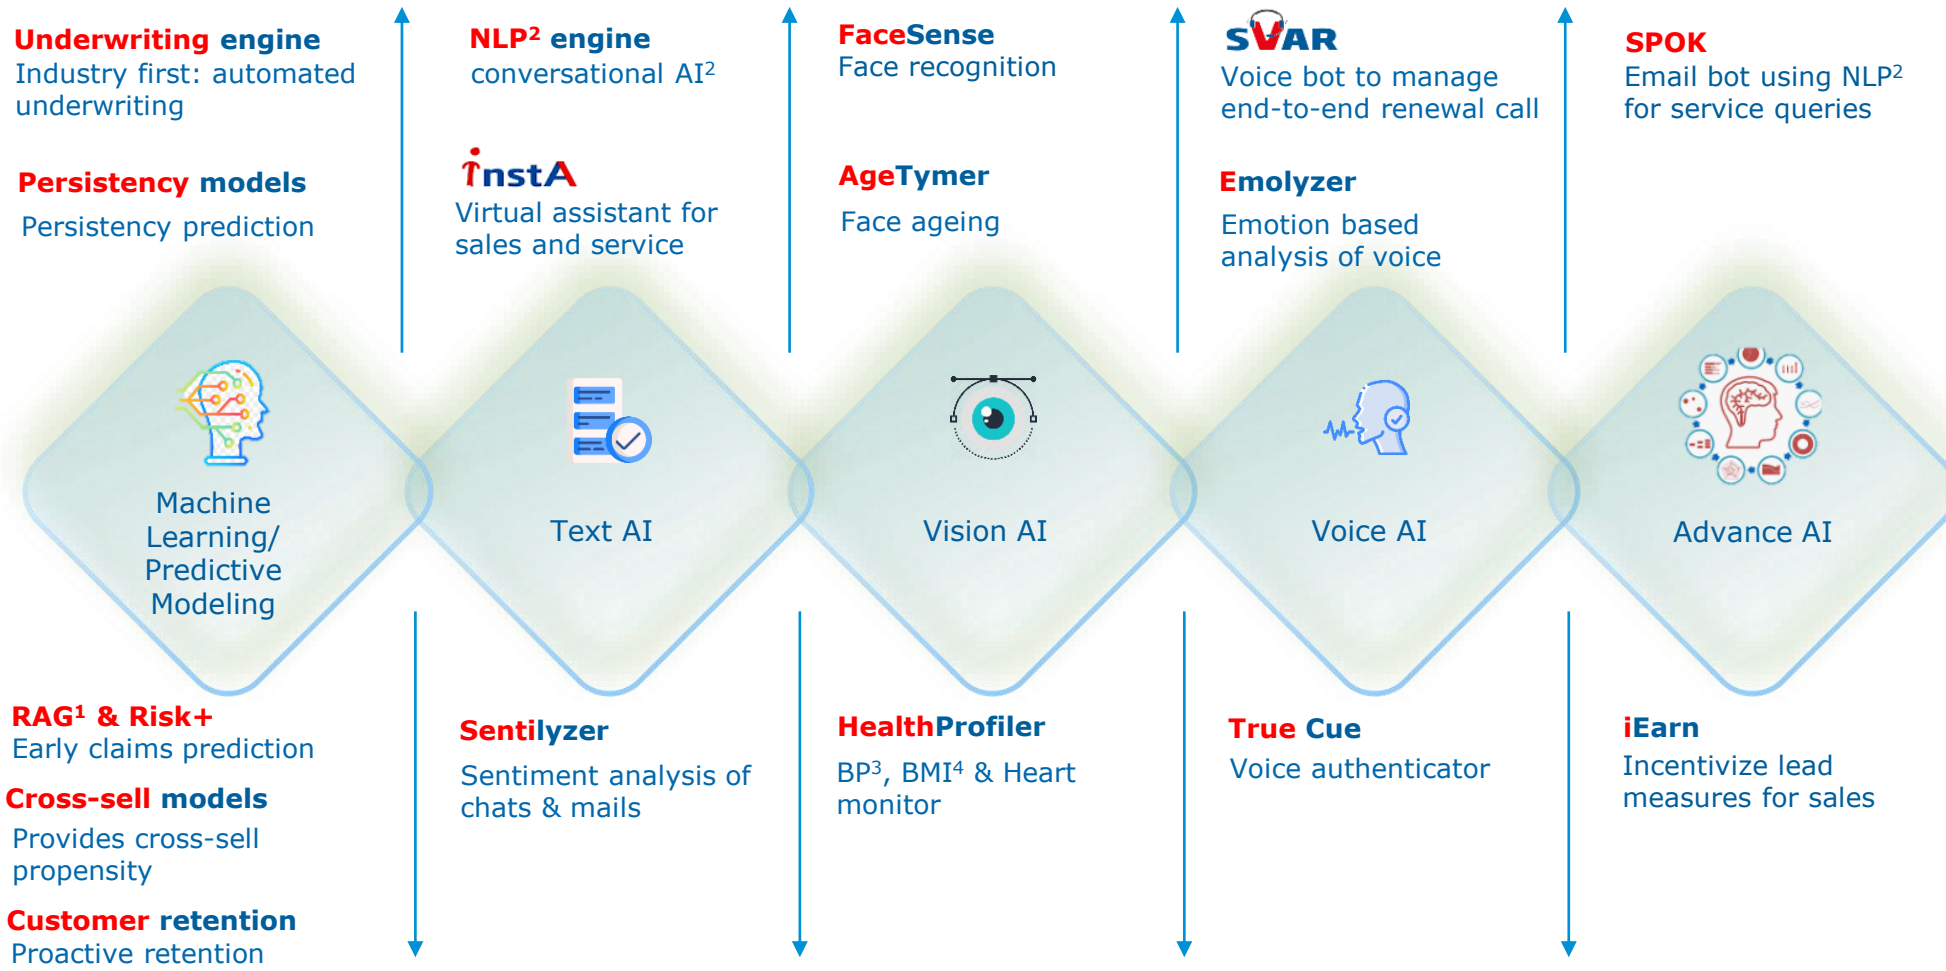 Underwriting engine
Industry first: automated
underwriting
Persistency models
Persistency prediction
NLP² engine
conversational AI²
InstA
Virtual assistant for
sales and service
FaceSense
Face recognition
AgeTymer
Face ageing
SVAR
Voice bot to manage
end-to-end renewal call
Emolyzer
Emotion based
analysis of voice
SPOK
Email bot using NLP²
for service queries
Machine
Learning/
Predictive
Modeling
Text AI
Vision AI
Voice AI
Advance AI
RAG¹ & Risk+
Early claims prediction
Cross-sell models
Provides cross-sell
propensity
Customer retention
Proactive retention
Sentilyzer
Sentiment analysis of
chats & mails
HealthProfiler
BP³, BMI⁴ & Heart
monitor
True Cue
Voice authenticator
iEarn
Incentivize lead
measures for sales